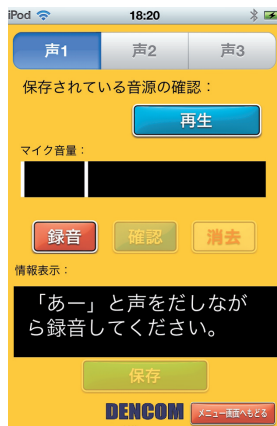 iPod 18:20
声1 声2 声3
保存されている音源の確認：
再生
マイク音量：
録音 確認 消去
情報表示：
「あー」と声をだしなが
ら録音してください。
保存
DENCOM メニュー画面へもどる